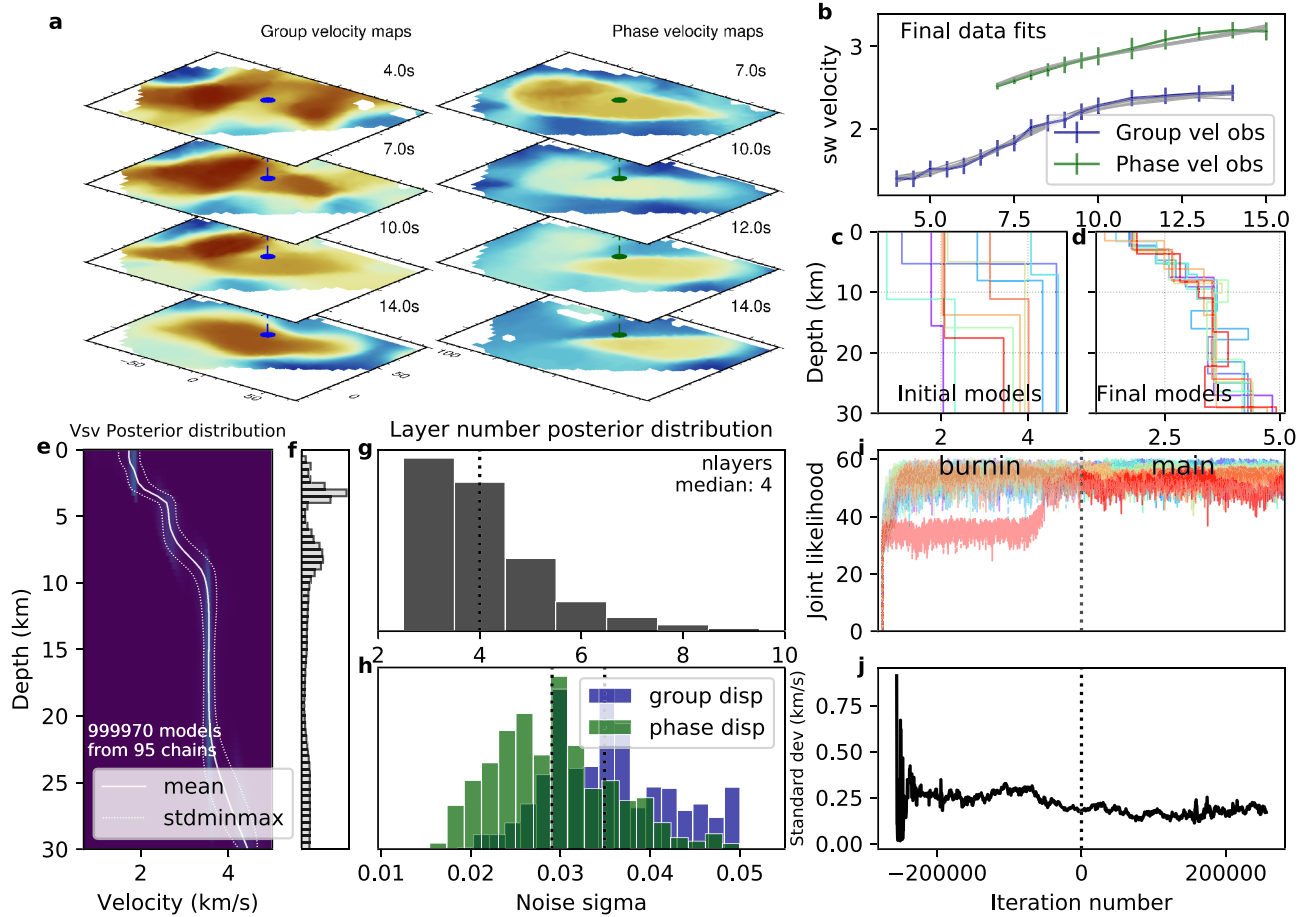 a
Group velocity maps
Phase velocity maps
4.0s
7.0s
7.0s
10.0s
10.0s
12.0s
14.0s
14.0s
−50
0
50
0
50
100
b
Final data fits
3
2
sw velocity
Group vel obs
Phase vel obs
5.0
7.5
10.0
12.5
15.0
c
d
0
10
20
30
Depth (km)
Initial models
Final models
2
4
2.5
5.0
Vsv Posterior distribution
e
f
0
5
10
15
20
25
30
Depth (km)
999970 models
from 95 chains
mean
stdminmax
2
4
Velocity (km/s)
Layer number posterior distribution
g
nlayers
median: 4
2
4
6
8
10
h
group disp
phase disp
0.01
0.02
0.03
0.04
0.05
Noise sigma
i
burnin
main
60
40
20
0
Joint likelihood
j
0.75
0.50
0.25
0.00
Standard dev (km/s)
−200000
0
200000
Iteration number